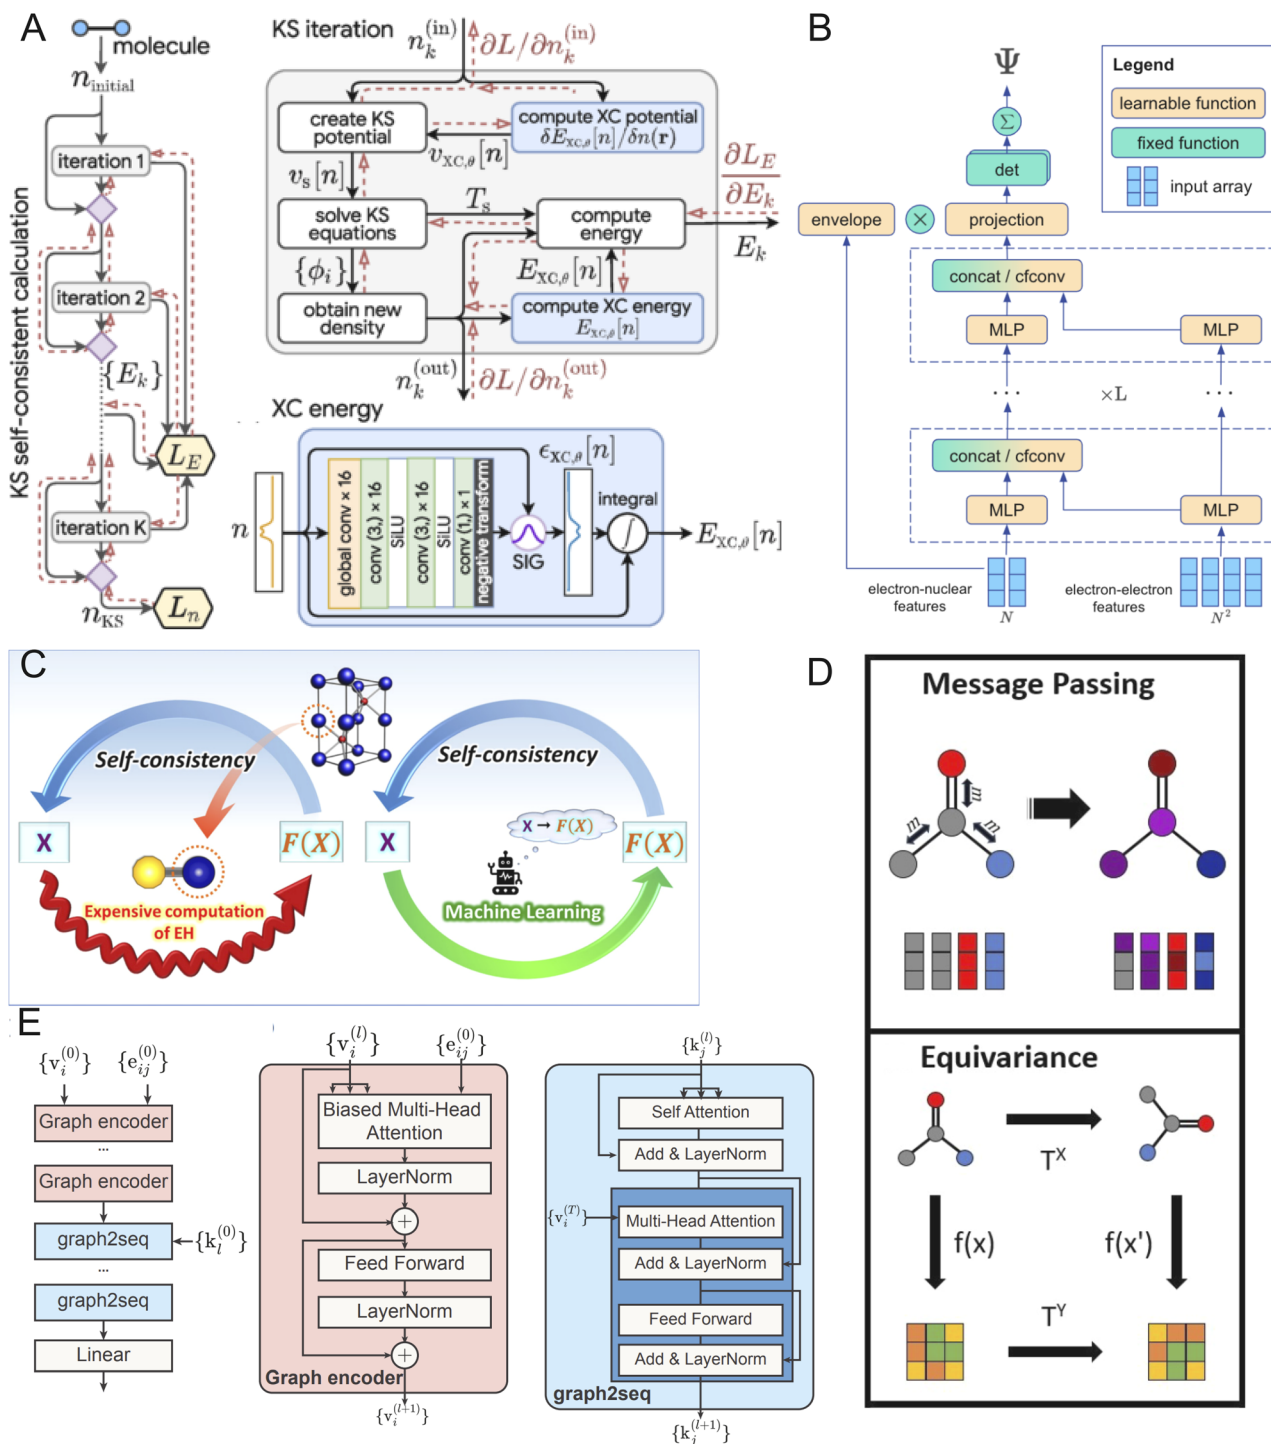 A
molecule
n_initial
iteration 1
iteration 2
{E_k}
L_E
iteration K
n_KS
L_n
KS self-consistent calculation
KS iteration
n_k^(in)
∂L/∂n_k^(in)
create KS
potential
compute XC potential
δE_XC,θ[n]/δn(r)
v_XC,θ[n]
v_s[n]
T_s
solve KS
equations
compute
energy
∂L_E
∂E_k
E_k
{ϕ_i}
E_XC,θ[n]
obtain new
density
compute XC energy
E_XC,θ[n]
n_k^(out)
∂L/∂n_k^(out)
XC energy
n
global conv × 16
conv (3,) × 16
SiLU
conv (3,) × 16
SiLU
conv (1,) × 1
negative transform
ϵ_XC,θ[n]
SIG
integral
∫
E_XC,θ[n]
B
Ψ
Σ
det
envelope
×
projection
concat / cfconv
MLP
MLP
...
×L
...
concat / cfconv
MLP
MLP
electron-nuclear
features
N
electron-electron
features
N²
Legend
learnable function
fixed function
input array
C
Self-consistency
X
F(X)
Expensive computation
of EH
Self-consistency
X
X → F(X)
F(X)
Machine Learning
D
Message Passing
m
m
m
Equivariance
T^X
f(x)
f(x')
T^Y
E
{v_i^(0)}
{e_ij^(0)}
Graph encoder
...
Graph encoder
graph2seq
{k_l^(0)}
...
graph2seq
Linear
{v_i^(l)}
{e_ij^(0)}
Biased Multi-Head
Attention
LayerNorm
+
Feed Forward
LayerNorm
+
Graph encoder
{v_i^(l+1)}
{k_j^(l)}
Self Attention
Add & LayerNorm
{v_i^(T)}
Multi-Head Attention
Add & LayerNorm
Feed Forward
Add & LayerNorm
graph2seq
{k_j^(l+1)}